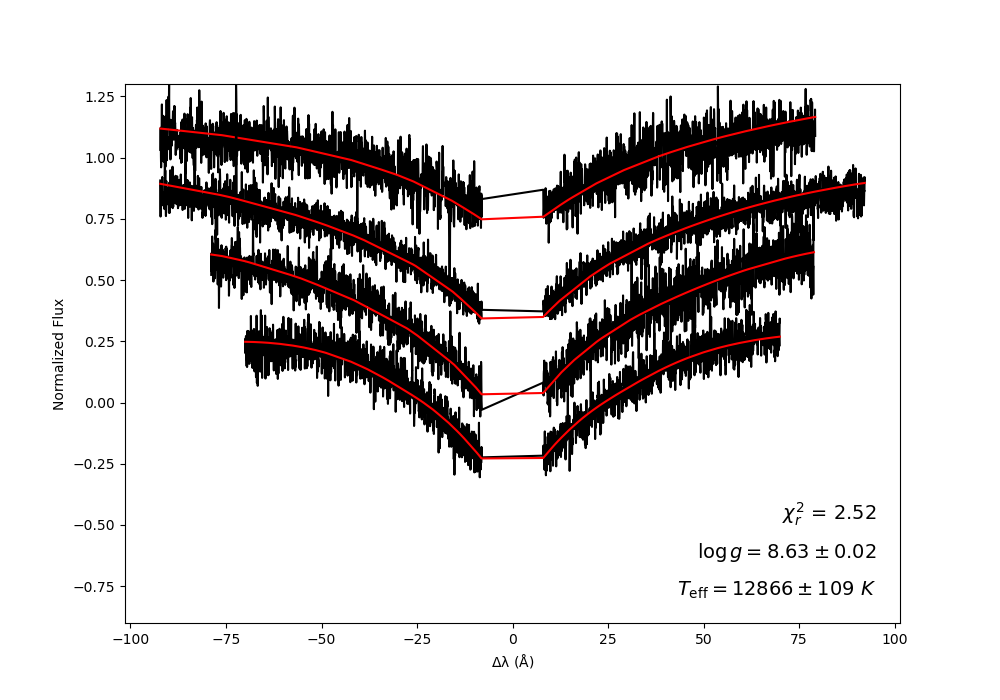 1.25
1.00
0.75
0.50
0.25
0.00
−0.25
−0.50
−0.75
Normalized Flux
χ²ᵣ = 2.52
log g = 8.63 ± 0.02
T_eff = 12866 ± 109 K
−100 −75 −50 −25 0 25 50 75 100
Δλ (Å)